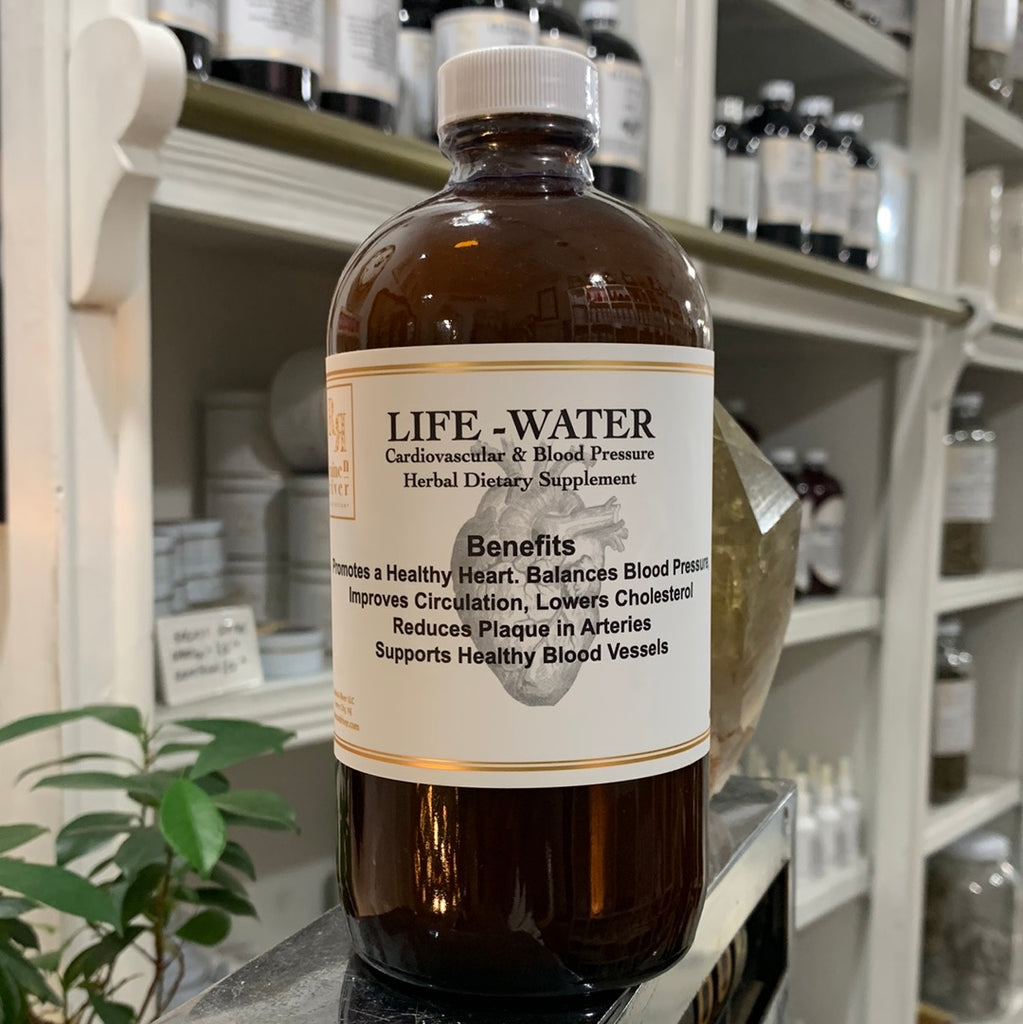 LIFE -WATER
Cardiovascular & Blood Pressure
Herbal Dietary Supplement
Benefits
Promotes a Healthy Heart. Balances Blood Pressure,
Improves Circulation, Lowers Cholesterol
Reduces Plaque in Arteries
Supports Healthy Blood Vessels